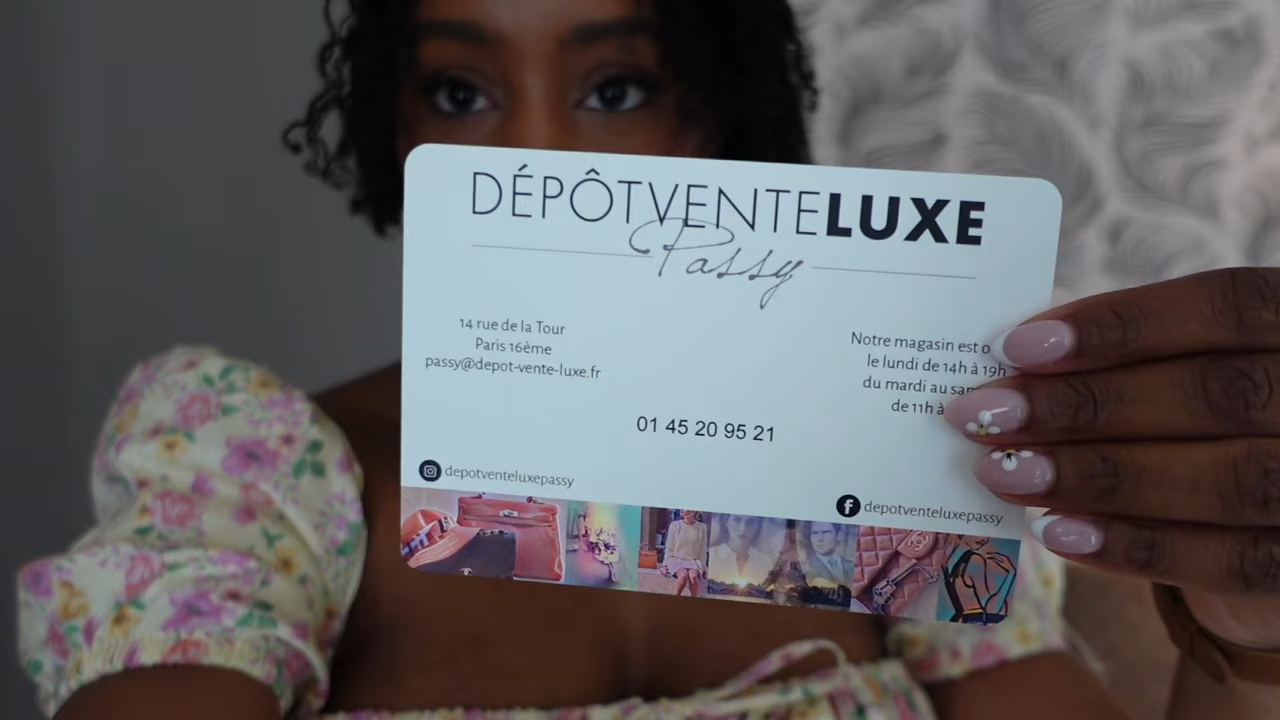 DÉPÔTVENTELUXE
Passy
14 rue de la Tour
Paris 16ème
passy@depot-vente-luxe.fr
Notre magasin est
le lundi de 14h à 19h
du mardi au
de 11h à
01 45 20 95 21
depotventeluxepassy
depotventeluxepassy